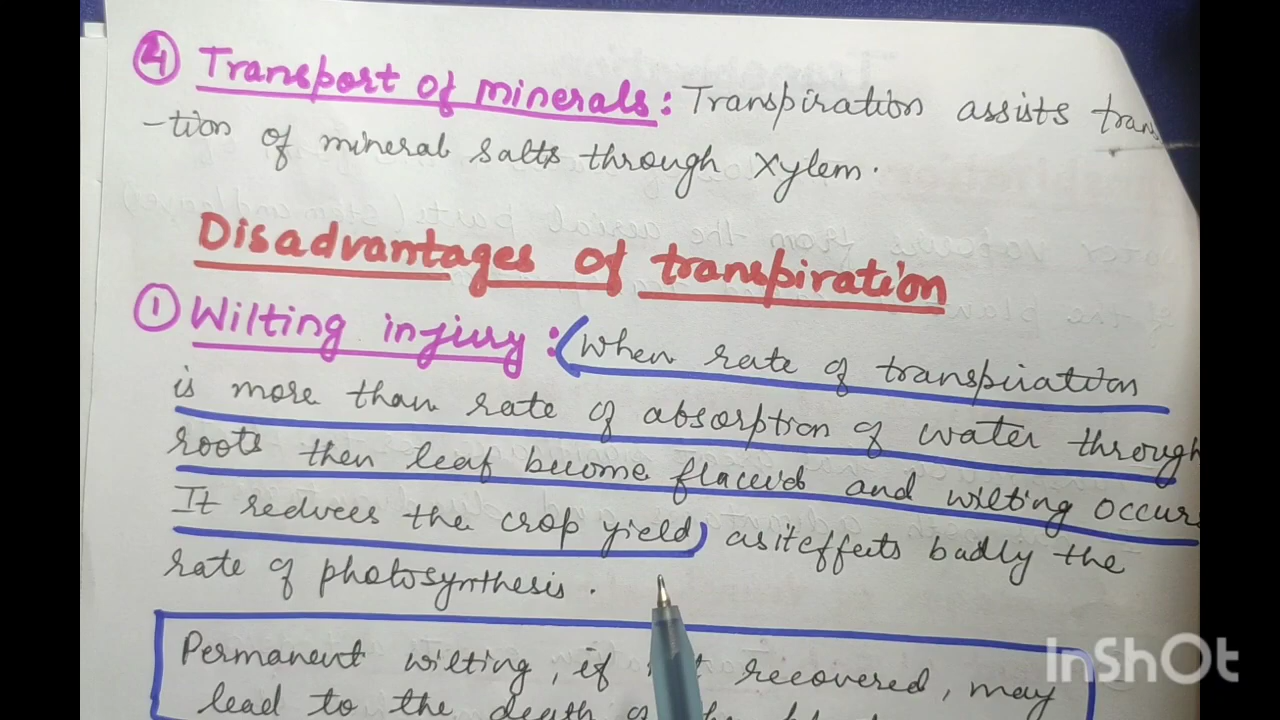 ④ Transport of minerals: Transpiration assists tran
-tion of mineral salts through Xylem.
Disadvantages of transpiration
① Wilting injury: (When rate of transpiration
is more than rate of absorption of water through
roots then leaf become flaccid and wilting occurs
It reduces the crop yield) as it effects badly the
rate of photosynthesis.
Permanent wilting, if recovered, may
lead to the death
InShOt